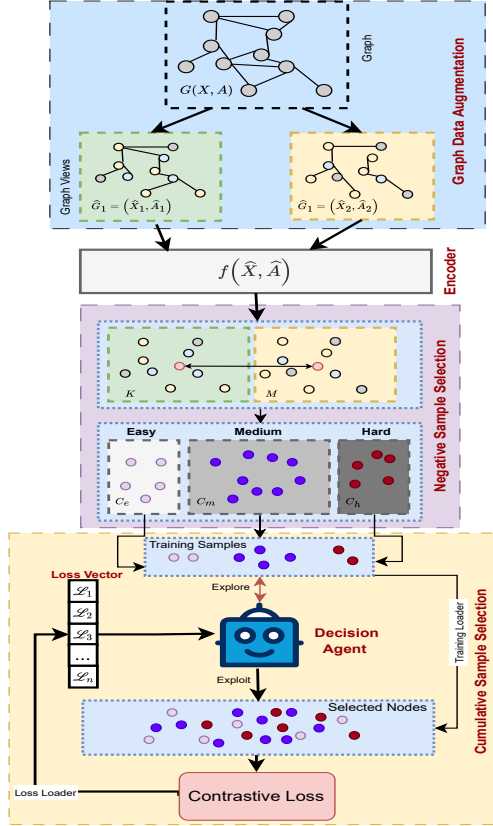 Graph
G(X, A)
Graph Data Augmentation
Graph Views
Ĝ₁ = (X̂₁, Â₁)
Ĝ₁ = (X̂₂, Â₂)
f(X̂, Â)
Encoder
K
M
Negative Sample Selection
Easy
Medium
Hard
Cₑ
Cₘ
Cₕ
Training Samples
Loss Vector
ℒ₁
ℒ₂
ℒ₃
...
ℒₙ
Explore
Decision
Agent
Exploit
Training Loader
Cumulative Sample Selection
Selected Nodes
Loss Loader
Contrastive Loss